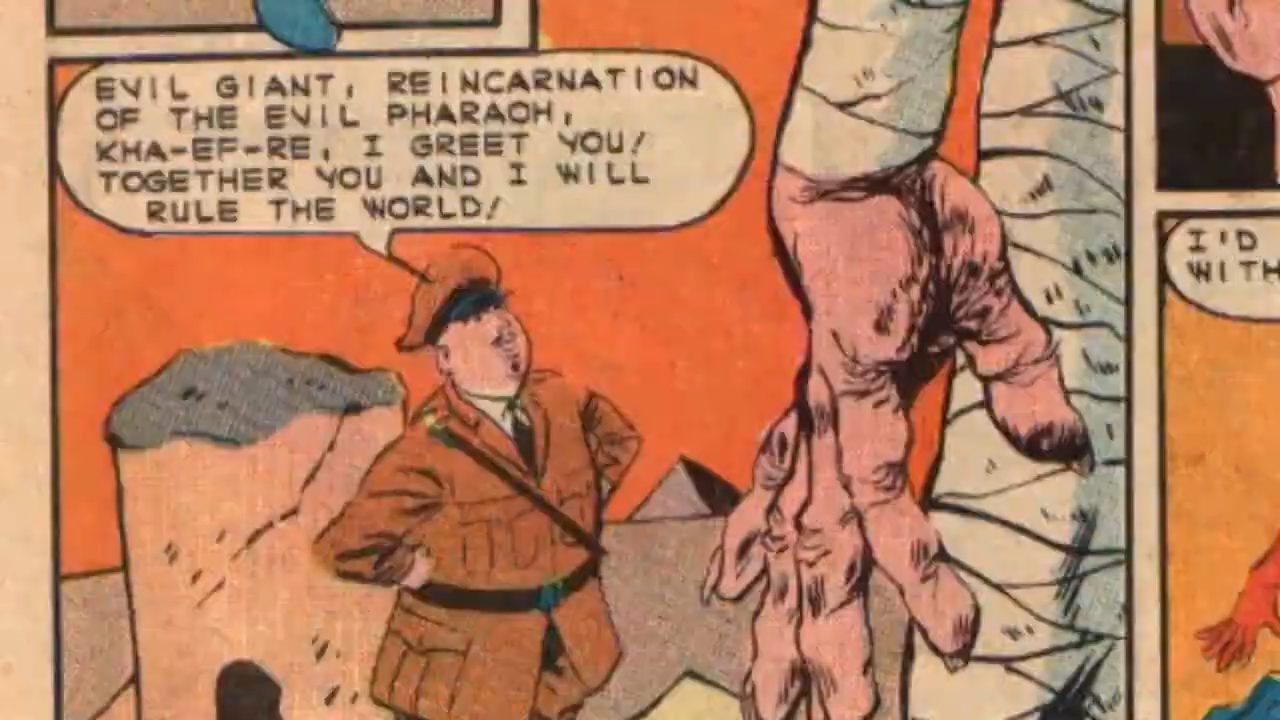 EVIL GIANT, REINCARNATION
OF THE EVIL PHARAOH,
KHA-EF-RE, I GREET YOU!
TOGETHER YOU AND I WILL
RULE THE WORLD!
I'D
WITH